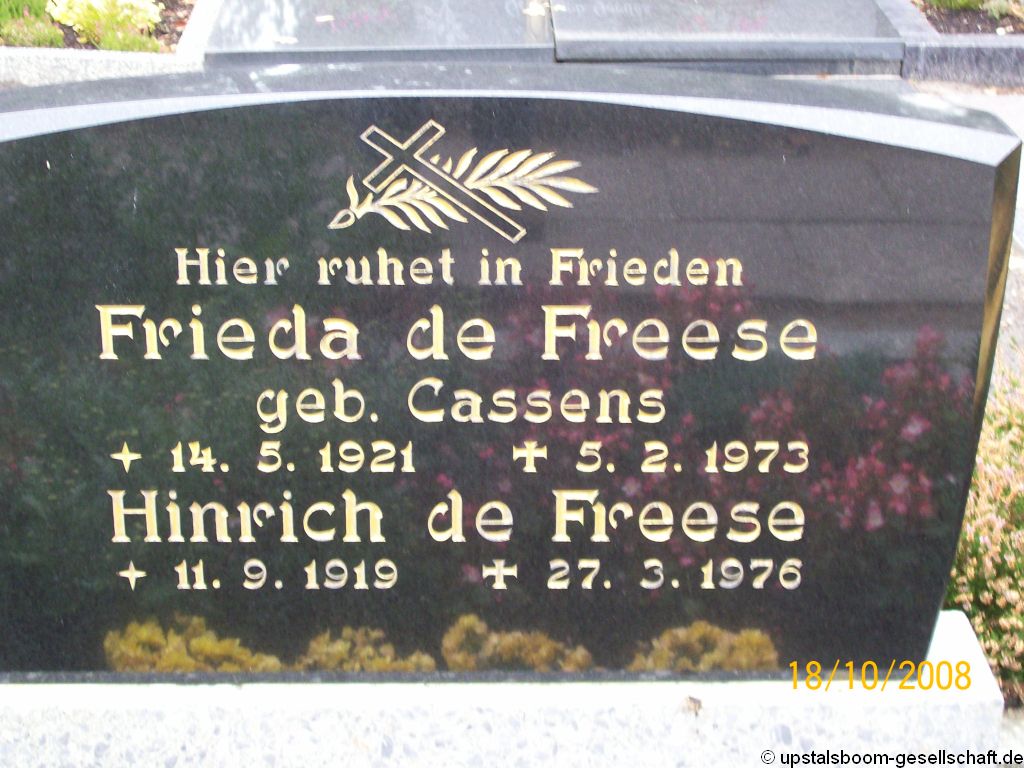 Hier ruhet in Frieden
Frieda de Freese
geb. Cassens
14. 5. 1921 ✝ 5. 2. 1973
Hinrich de Freese
11. 9. 1919 ✝ 27. 3. 1976
18/10/2008
© upstalsboom-gesellschaft.de